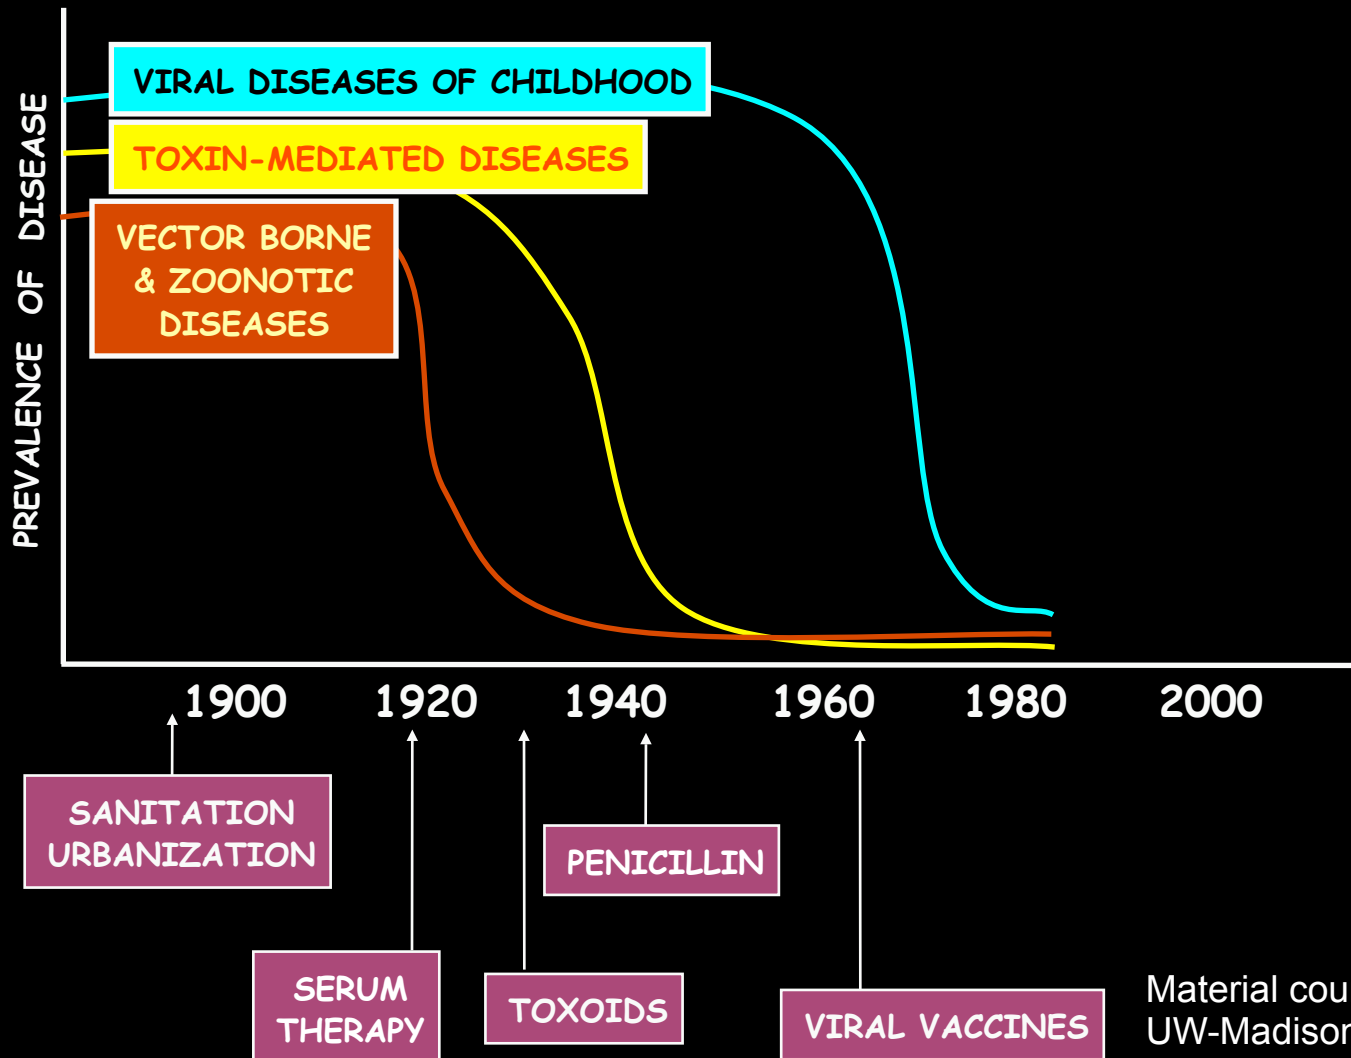 PREVALENCE OF DISEASE
VIRAL DISEASES OF CHILDHOOD
TOXIN-MEDIATED DISEASES
VECTOR BORNE
& ZOONOTIC
DISEASES
1900 1920 1940 1960 1980 2000
SANITATION
URBANIZATION
PENICILLIN
SERUM
THERAPY
TOXOIDS
VIRAL VACCINES
Material
UW-Madison